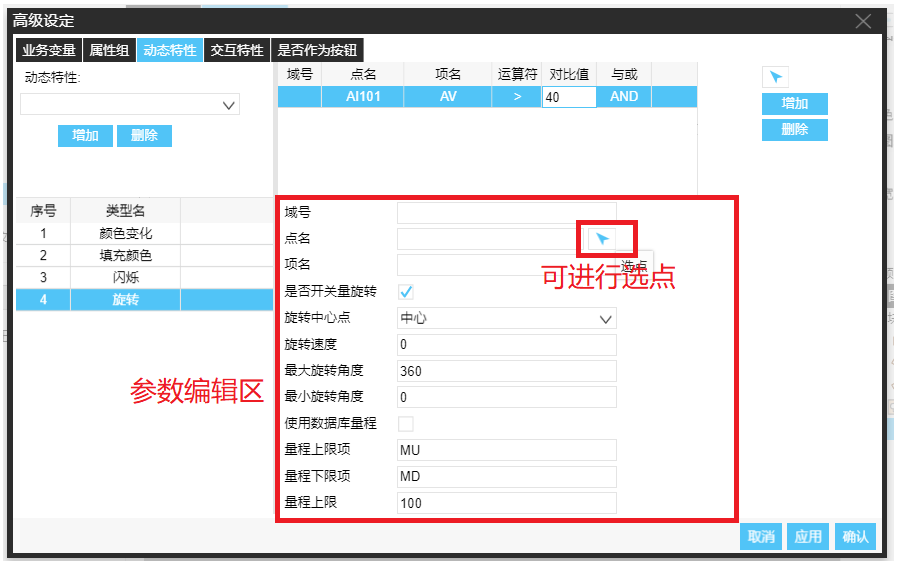 高级设定
业务变量 属性组 动态特性 交互特性 是否作为按钮
动态特性:
增加 删除
域号 点名 项名 运算符 对比值 与或
AI101 AV > 40 AND
增加
删除
序号 类型名
1 颜色变化
2 填充颜色
3 闪烁
4 旋转
域号
点名
项名
选点
可进行选点
是否开关量旋转
旋转中心点 中心
旋转速度 0
最大旋转角度 360
最小旋转角度 0
参数编辑区
使用数据库量程
量程上限项 MU
量程下限项 MD
量程上限 100
取消 应用 确认